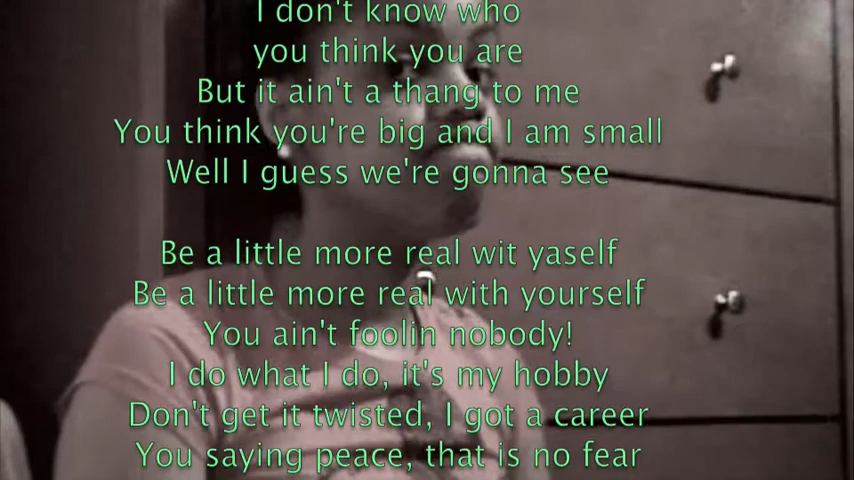 I don't know who
you think you are
But it ain't a thang to me
You think you're big and I am small
Well I guess we're gonna see
Be a little more real wit yaself
Be a little more real with yourself
You ain't foolin nobody!
I do what I do, it's my hobby
Don't get it twisted, I got a career
You saying peace, that is no fear